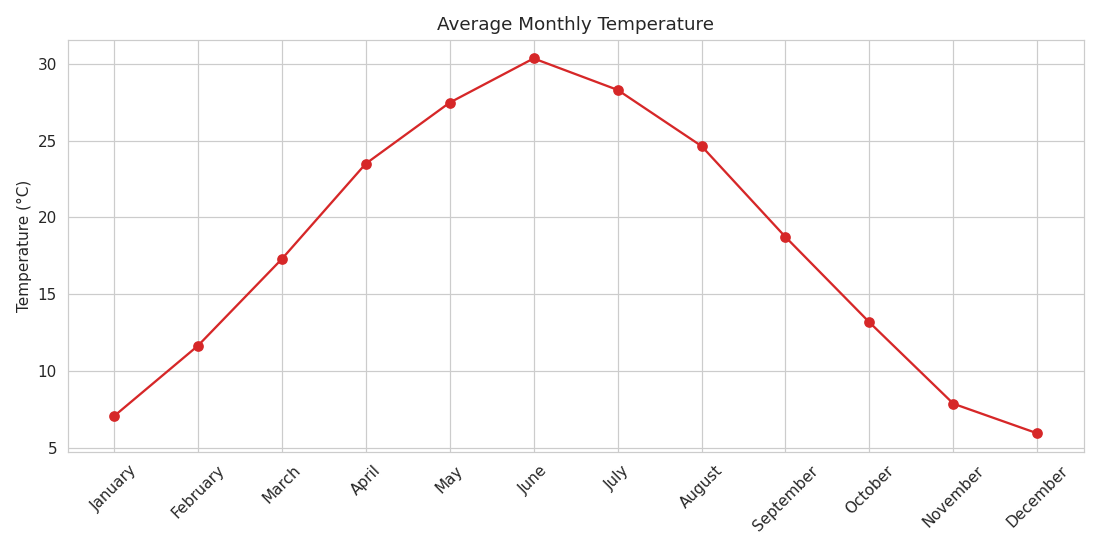 Average Monthly Temperature
Temperature (°C)
30
25
20
15
10
5
January
February
March
April
May
June
July
August
September
October
November
December